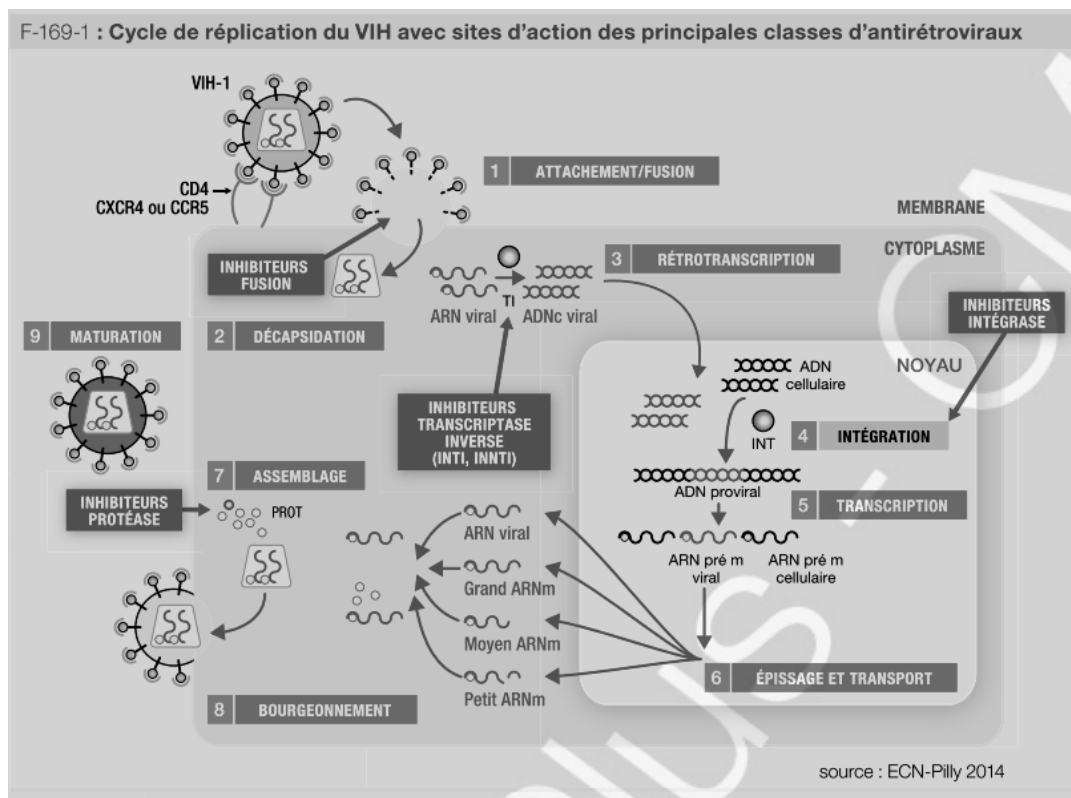 F-169-1 : Cycle de réplication du VIH avec sites d'action des principales classes d'antirétroviraux
VIH-1
CD4
CXCR4 ou CCR5
1 ATTACHEMENT/FUSION
MEMBRANE
CYTOPLASME
INHIBITEURS
FUSION
3 RÉTROTRANSCRIPTION
TI
ARN viral
ADNc viral
INHIBITEURS
INTÉGRASE
9 MATURATION
2 DÉCAPSIDATION
NOYAU
ADN
cellulaire
INHIBITEURS
TRANSCRIPTASE
INVERSE
(INTI, INNTI)
INT
4 INTÉGRATION
7 ASSEMBLAGE
ADN proviral
INHIBITEURS
PROTÉASE
PROT
5 TRANSCRIPTION
ARN viral
ARN pré m
viral
ARN pré m
cellulaire
Grand ARNm
Moyen ARNm
6 ÉPISSAGE ET TRANSPORT
Petit ARNm
8 BOURGEONNEMENT
source : ECN-Pilly 2014